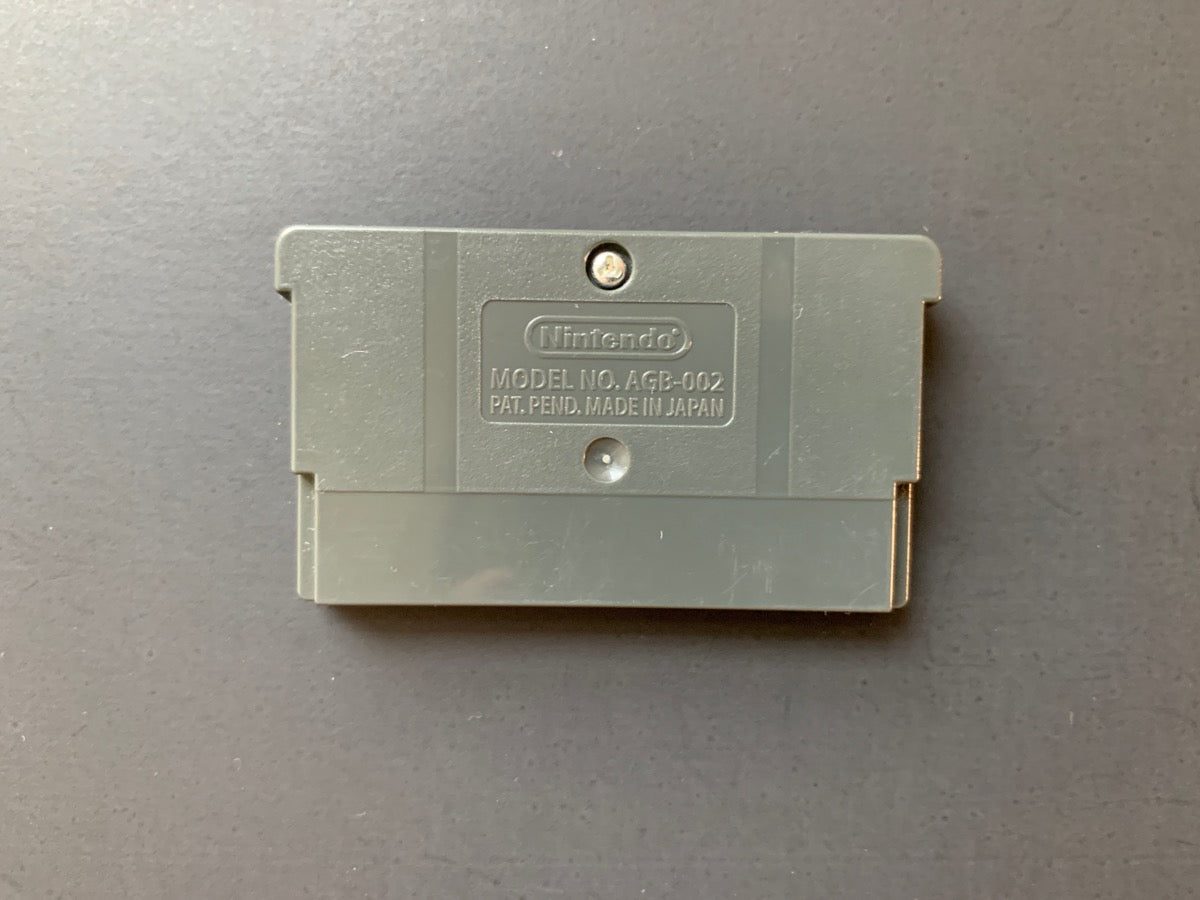 Nintendo®
MODEL NO. AGB-002
PAT. PEND. MADE IN JAPAN